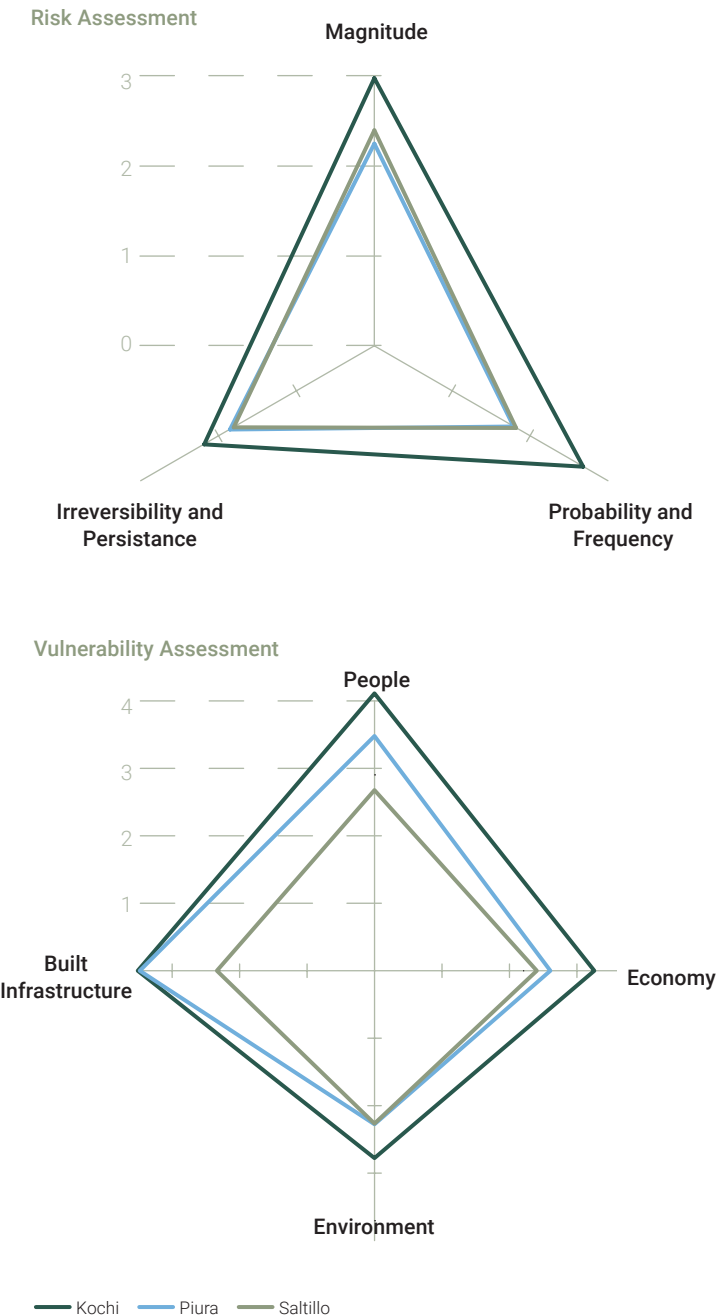 Risk Assessment
Magnitude
3
2
1
0
Irreversibility and
Persistance
Probability and
Frequency
Vulnerability Assessment
People
4
3
2
1
Built
Infrastructure
Economy
Environment
Kochi Piura Saltillo